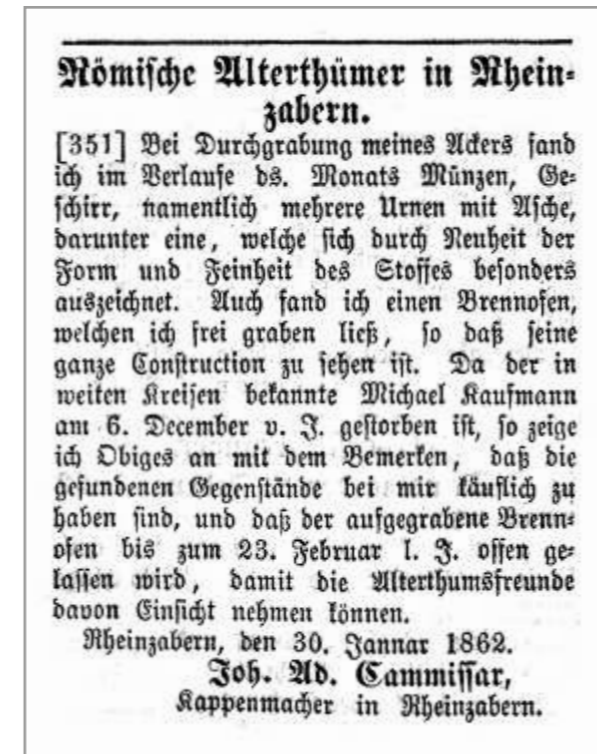 Römische Alterthümer in Rhein-
zabern.
[351] Bei Durchgrabung meines Ackers fand
ich im Verlaufe ds. Monats Münzen, Ge-
schirr, namentlich mehrere Urnen mit Asche,
darunter eine, welche sich durch Neuheit der
Form und Feinheit des Stoffes besonders
auszeichnet. Auch fand ich einen Brennofen,
welchen ich frei graben ließ, so daß seine
ganze Construction zu sehen ist. Da der in
weiten Kreisen bekannte Michael Kaufmann
am 6. December v. J. gestorben ist, so zeige
ich Obiges an mit dem Bemerken, daß die
gefundenen Gegenstände bei mir käuflich zu
haben sind, und daß der aufgegrabene Brenn-
ofen bis zum 23. Februar l. J. offen ge-
lassen wird, damit die Alterthumsfreunde
davon Einsicht nehmen können.
Rheinzabern, den 30. Jannar 1862.
Joh. Ad. Cammissar,
Kappenmacher in Rheinzabern.